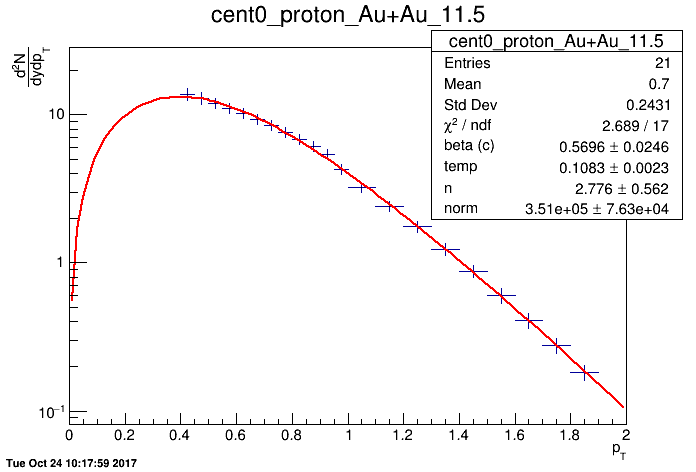 cent0_proton_Au+Au_11.5
cent0_proton_Au+Au_11.5
Entries 21
Mean 0.7
Std Dev 0.2431
χ² / ndf 2.689 / 17
beta (c) 0.5696 ± 0.0246
temp 0.1083 ± 0.0023
n 2.776 ± 0.562
norm 3.51e+05 ± 7.63e+04
d²N
dydp_T
10
1
10⁻¹
0 0.2 0.4 0.6 0.8 1 1.2 1.4 1.6 1.8 2
p_T
Tue Oct 24 10:17:59 2017